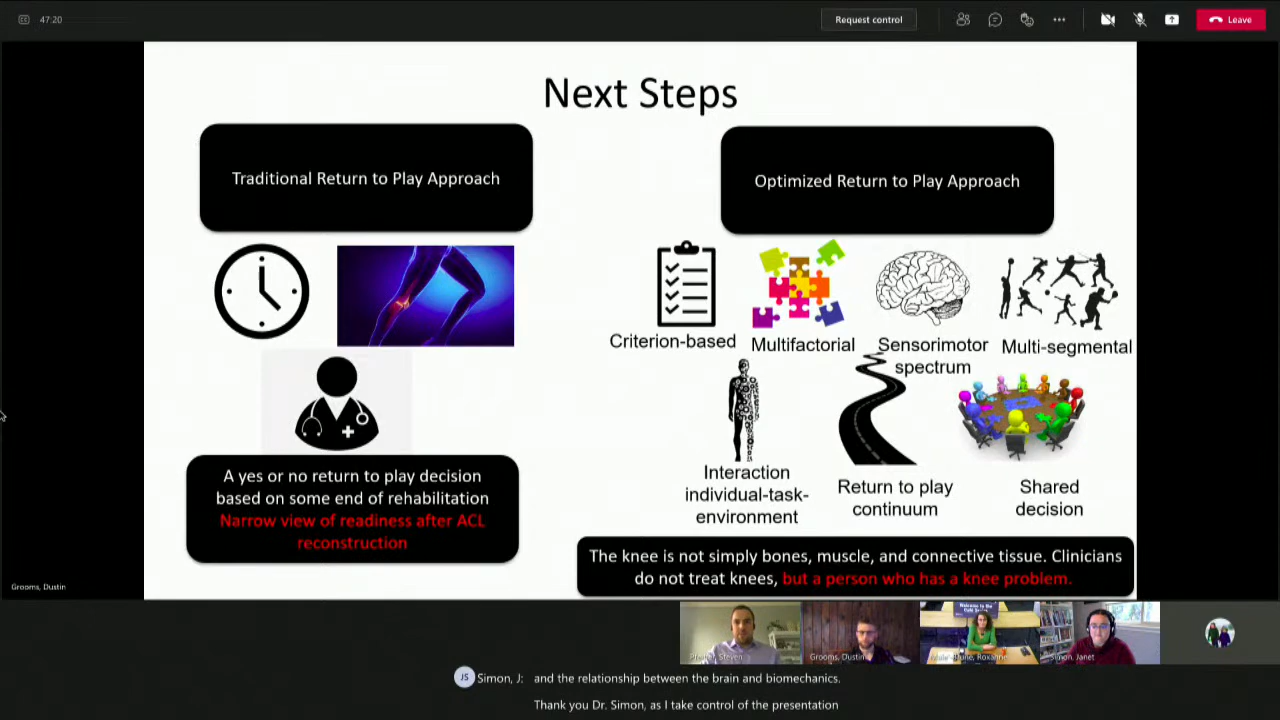 47:20
Request control
Leave
Next Steps
Traditional Return to Play Approach
Optimized Return to Play Approach
Criterion-based
Multifactorial
Sensorimotor
spectrum
Multi-segmental
Interaction
individual-task-
environment
Return to play
continuum
Shared
decision
A yes or no return to play decision
based on some end of rehabilitation
Narrow view of readiness after ACL
reconstruction
The knee is not simply bones, muscle, and connective tissue. Clinicians
do not treat knees, but a person who has a knee problem.
Grooms, Dustin
Welcome to the
Steven
Grooms, Dustin
Roxanne
Simon, Janet
JS
Simon, J:
and the relationship between the brain and biomechanics.
Thank you Dr. Simon, as I take control of the presentation